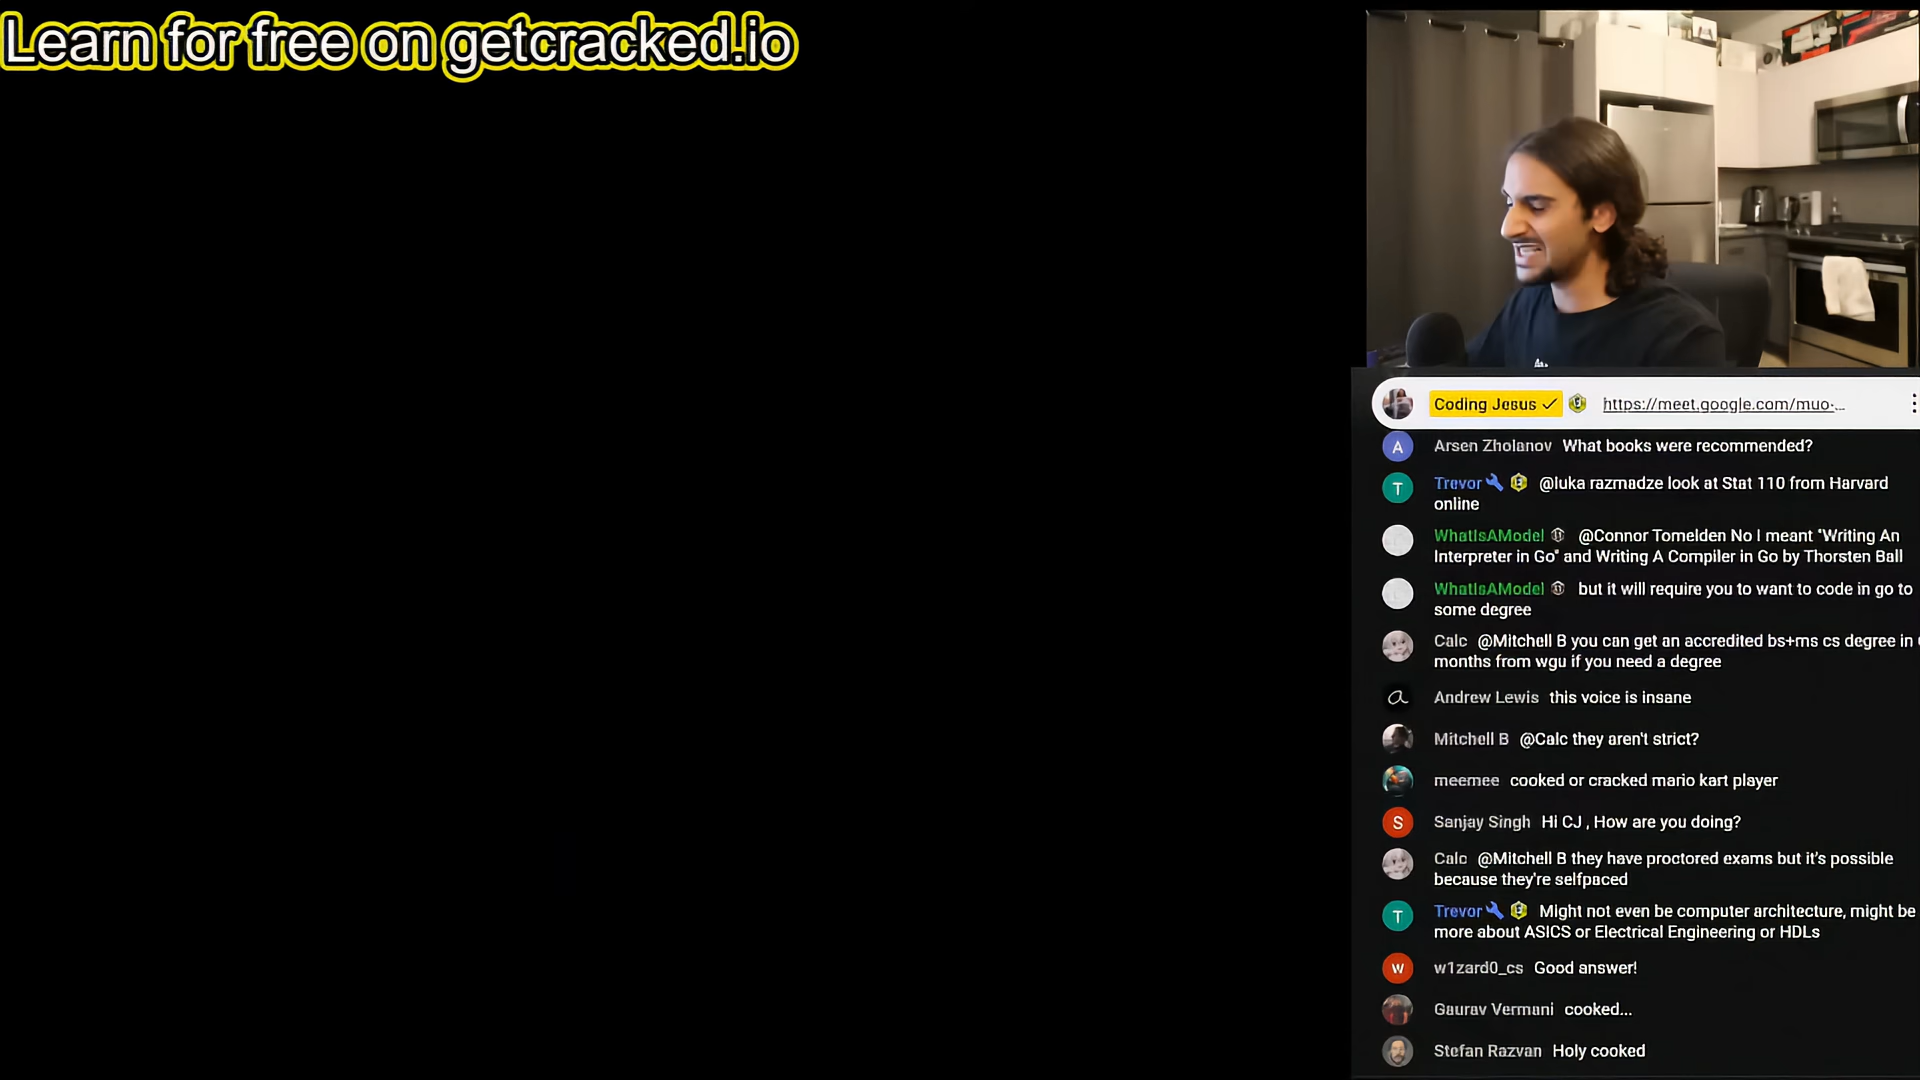 Learn for free on getcracked.io
Coding Jesus https://meet.google.com/muo-...
A Arsen Zholanov What books were recommended?
T Trevor @luka razmadze look at Stat 110 from Harvard
online
WhatIsAModel @Connor Tomelden No I meant "Writing An
Interpreter in Go" and Writing A Compiler in Go by Thorsten Ball
WhatIsAModel but it will require you to want to code in go to
some degree
Calc @Mitchell B you can get an accredited bs+ms cs degree in
months from wgu if you need a degree
a Andrew Lewis this voice is insane
Mitchell B @Calc they aren't strict?
meemee cooked or cracked mario kart player
S Sanjay Singh Hi CJ , How are you doing?
Calc @Mitchell B they have proctored exams but it's possible
because they're selfpaced
T Trevor Might not even be computer architecture, might be
more about ASICS or Electrical Engineering or HDLs
w w1zard0_cs Good answer!
Gaurav Vermani cooked...
Stefan Razvan Holy cooked